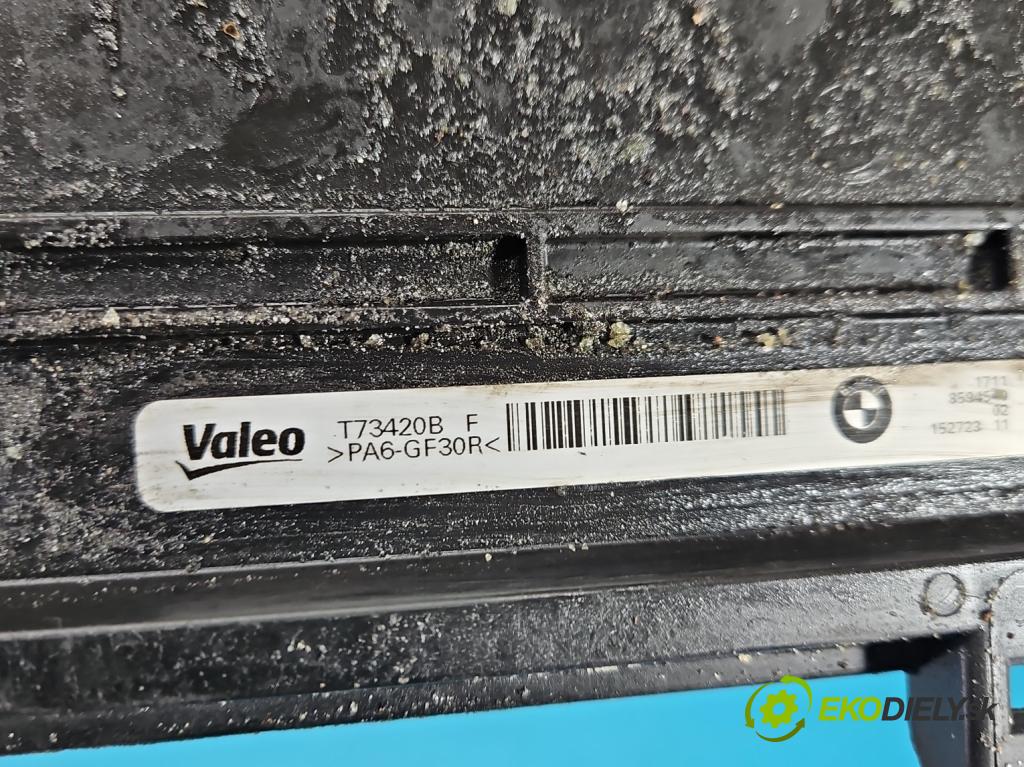 Valeo
T73420B F
>PA6-GF30R<
1711
02
152723 11
EKODIELY.sk